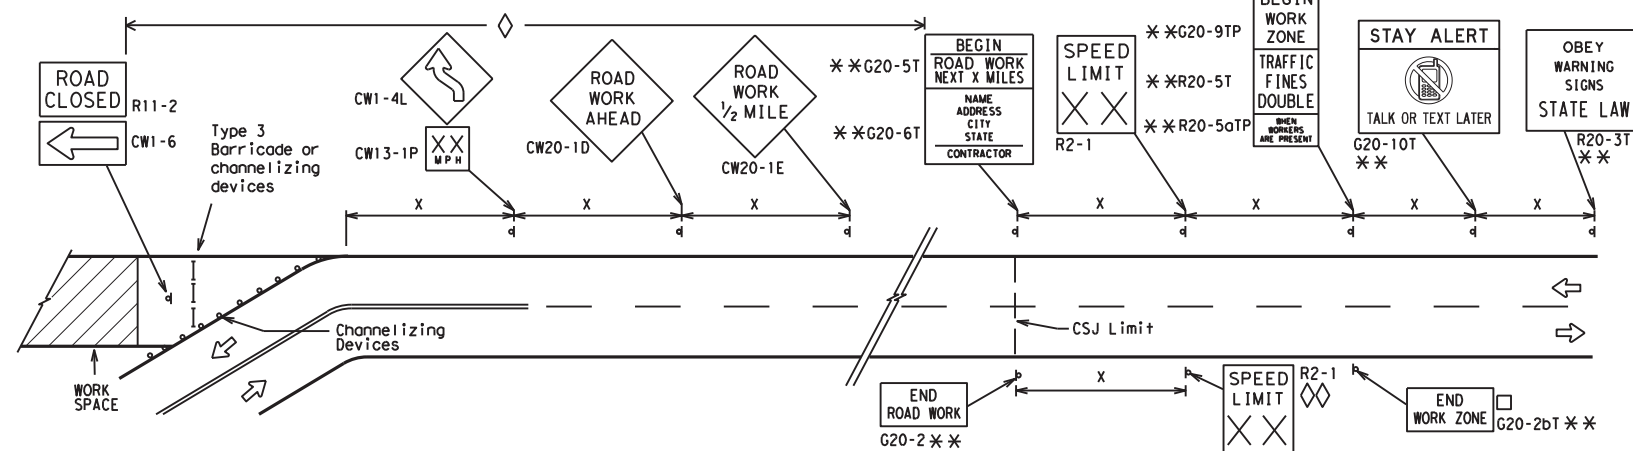 ROAD
CLOSED
R11-2
CW1-6
Type 3
Barricade or
channelizing
devices
CW1-4L
XX
MPH
CW13-1P
ROAD
WORK
AHEAD
CW20-1D
ROAD
WORK
1/2 MILE
CW20-1E
* *G20-5T
* *G20-6T
BEGIN
ROAD WORK
NEXT X MILES
NAME
ADDRESS
CITY
STATE
CONTRACTOR
SPEED
LIMIT
X X
R2-1
* *G20-9TP
* *R20-5T
* *R20-5aTP
BEGIN
WORK
ZONE
TRAFFIC
FINES
DOUBLE
WHEN
WORKERS
ARE PRESENT
STAY ALERT
TALK OR TEXT LATER
G20-10T
* *
OBEY
WARNING
SIGNS
STATE LAW
R20-3T
* *
X
X
X
X
X
X
X
Channelizing
Devices
WORK
SPACE
CSJ Limit
X
END
ROAD WORK
G20-2 * *
SPEED
LIMIT
X X
R2-1
END
WORK ZONE
G20-2bT * *